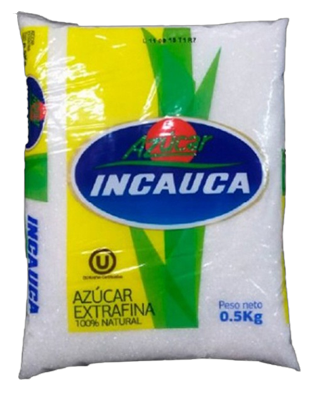 Azúcar
INCAUCA
INCAUCA
U
AZÚCAR
EXTRAFINA
100% NATURAL
Peso neto
0.5Kg